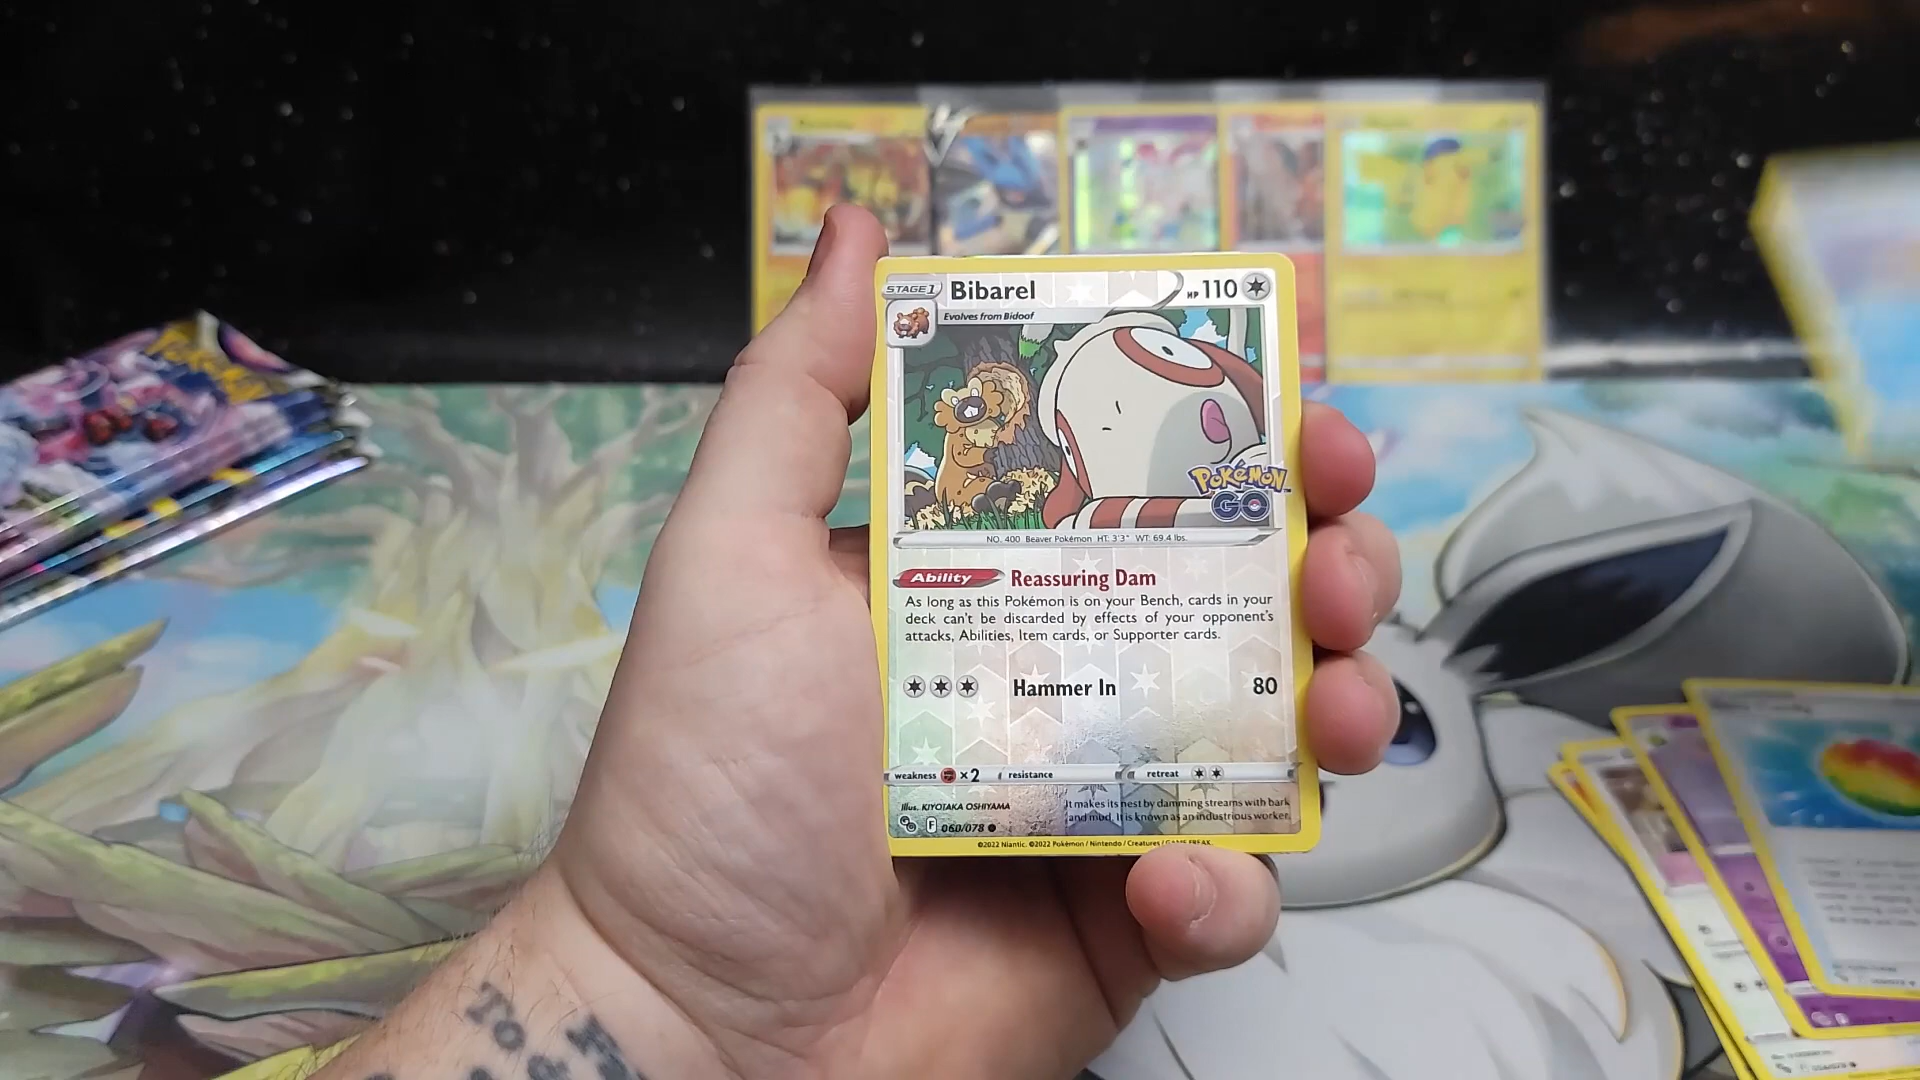 STAGE 1 Bibarel HP 110
Evolves from Bidoof
POKÉMON
GO
NO. 400 Beaver Pokémon HT: 3'3" WT: 69.4 lbs.
Ability Reassuring Dam
As long as this Pokémon is on your Bench, cards in your
deck can't be discarded by effects of your opponent's
attacks, Abilities, Item cards, or Supporter cards.
Hammer In 80
weakness ×2 resistance retreat
Illus. KIYOTAKA OSHIYAMA
It makes its nest by damming streams with bark
and mud. It is known as an industrious worker.
F 060/078
©2022 Niantic. ©2022 Pokémon / Nintendo / Creatures / GAME FREAK.
POKÉMON
To